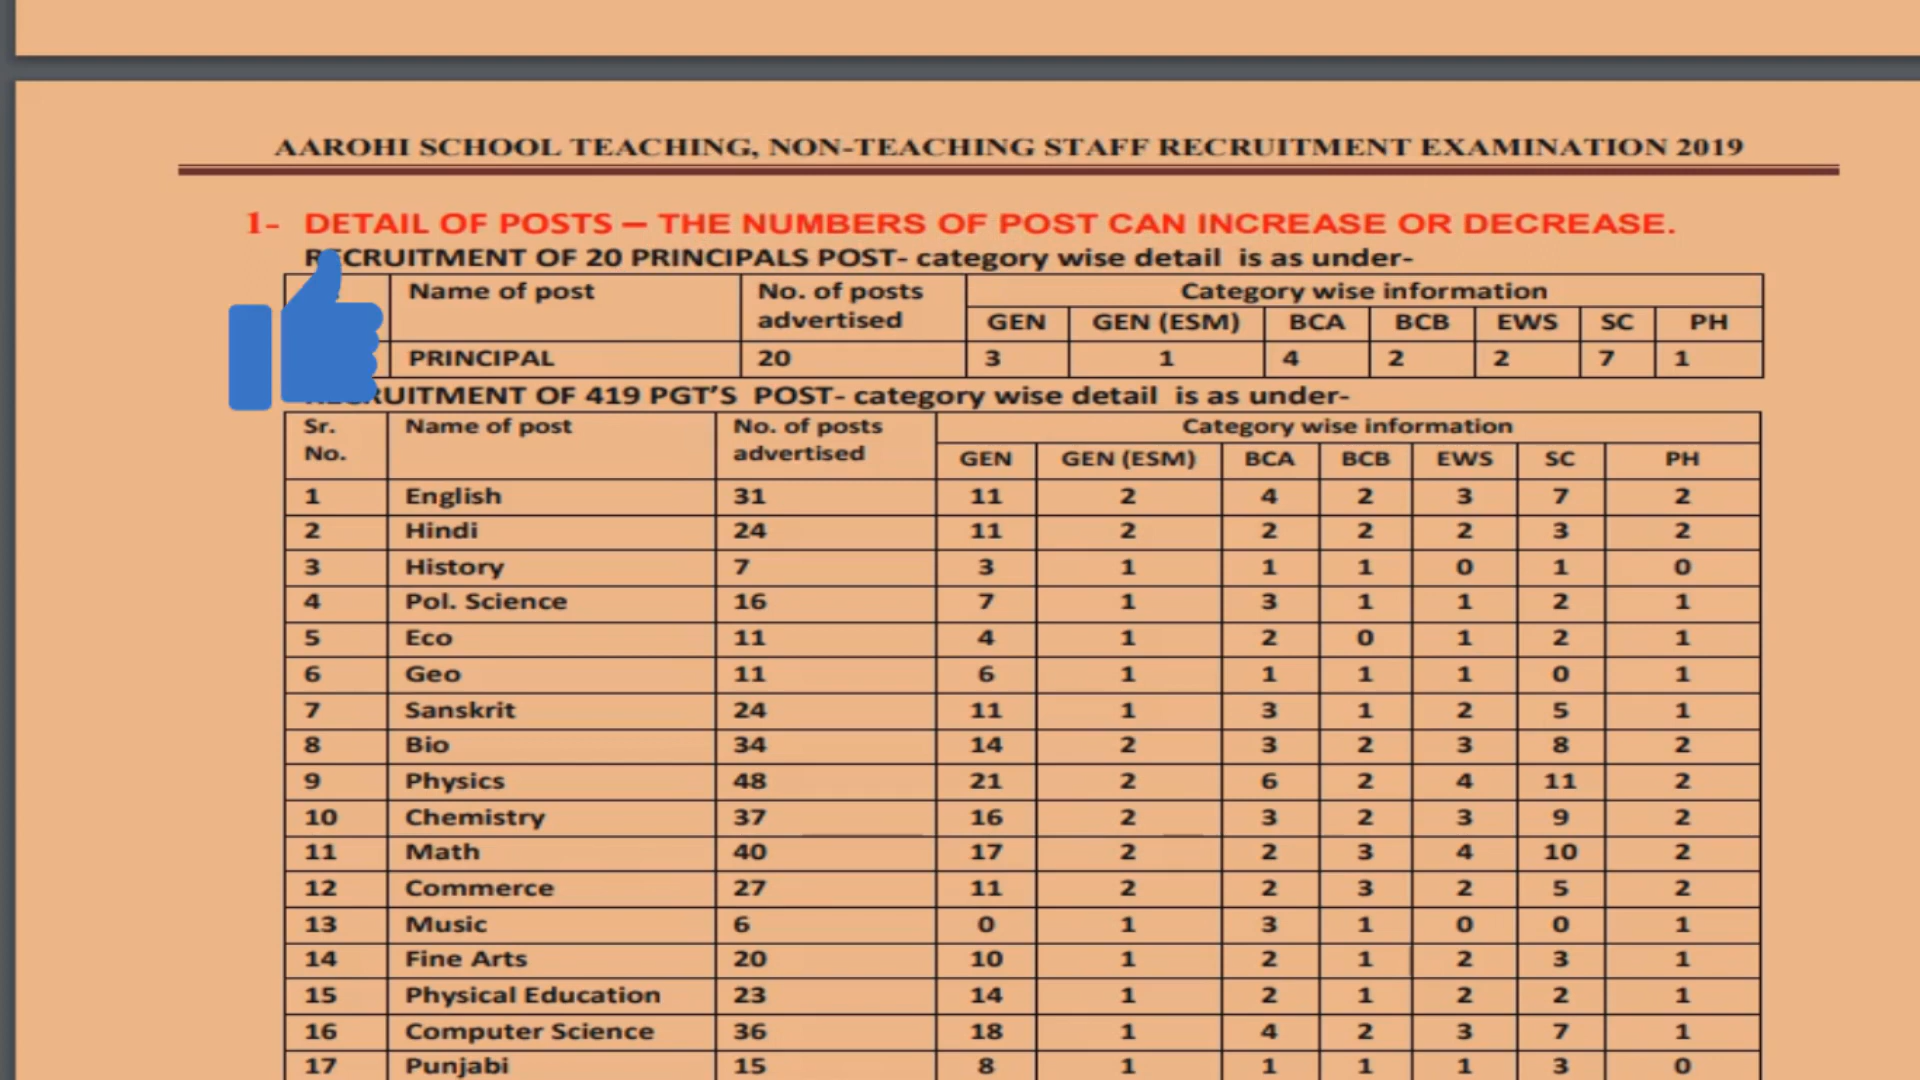 AAROHI SCHOOL TEACHING, NON-TEACHING STAFF RECRUITMENT EXAMINATION 2019
1- DETAIL OF POSTS – THE NUMBERS OF POST CAN INCREASE OR DECREASE.
RECRUITMENT OF 20 PRINCIPALS POST- category wise detail is as under-
Name of post No. of posts advertised Category wise information
GEN GEN (ESM) BCA BCB EWS SC PH
PRINCIPAL 20 3 1 4 2 2 7 1
RUITMENT OF 419 PGT'S POST- category wise detail is as under-
Sr. No. Name of post No. of posts advertised Category wise information
GEN GEN (ESM) BCA BCB EWS SC PH
1 English 31 11 2 4 2 3 7 2
2 Hindi 24 11 2 2 2 2 3 2
3 History 7 3 1 1 1 0 1 0
4 Pol. Science 16 7 1 3 1 1 2 1
5 Eco 11 4 1 2 0 1 2 1
6 Geo 11 6 1 1 1 1 0 1
7 Sanskrit 24 11 1 3 1 2 5 1
8 Bio 34 14 2 3 2 3 8 2
9 Physics 48 21 2 6 2 4 11 2
10 Chemistry 37 16 2 3 2 3 9 2
11 Math 40 17 2 2 3 4 10 2
12 Commerce 27 11 2 2 3 2 5 2
13 Music 6 0 1 3 1 0 0 1
14 Fine Arts 20 10 1 2 1 2 3 1
15 Physical Education 23 14 1 2 1 2 2 1
16 Computer Science 36 18 1 4 2 3 7 1
17 Punjabi 15 8 1 1 1 1 3 0